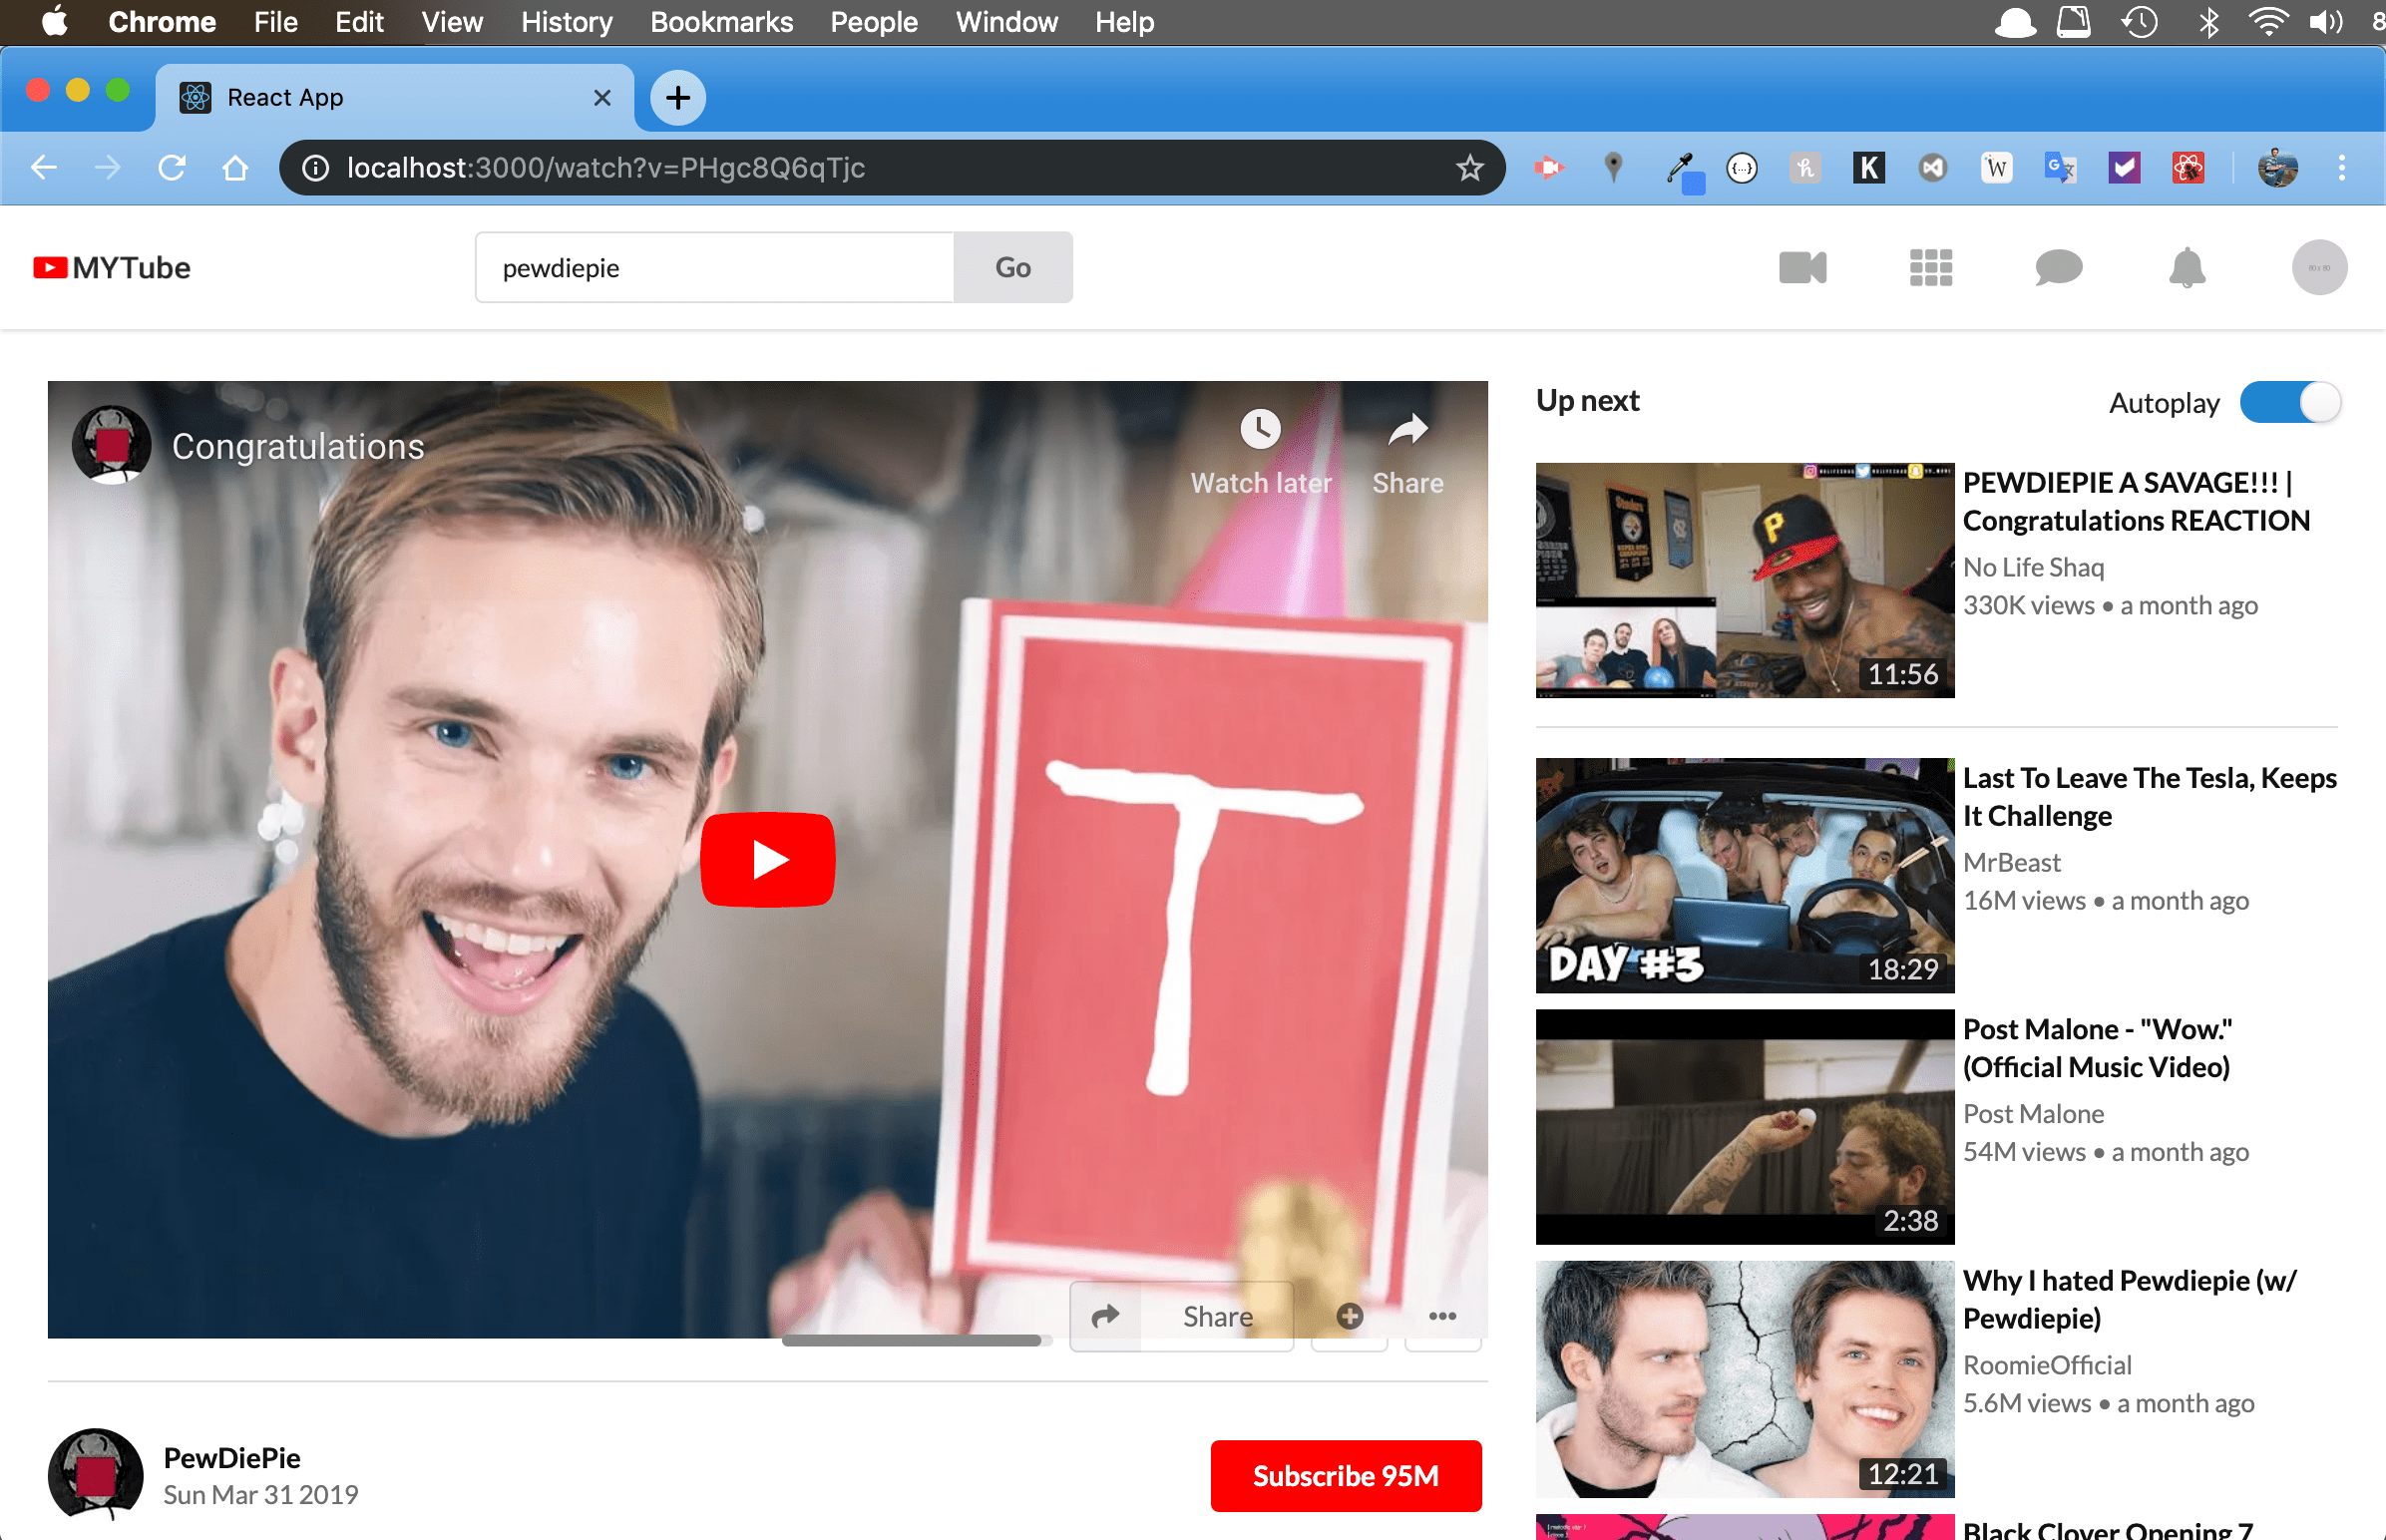 Chrome File Edit View History Bookmarks People Window Help 8
React App
localhost:3000/watch?v=PHgc8Q6qTjc
K
W
G
MYTube
pewdiepie
Go
80 x 80
Congratulations
Watch later
Share
T
Share
PewDiePie
Sun Mar 31 2019
Subscribe 95M
Up next
Autoplay
Steelers
P
11:56
PEWDIEPIE A SAVAGE!!! |
Congratulations REACTION
No Life Shaq
330K views • a month ago
DAY #3
18:29
Last To Leave The Tesla, Keeps
It Challenge
MrBeast
16M views • a month ago
2:38
Post Malone - "Wow."
(Official Music Video)
Post Malone
54M views • a month ago
12:21
Why I hated Pewdiepie (w/
Pewdiepie)
RoomieOfficial
5.6M views • a month ago
Black Clover Opening 7